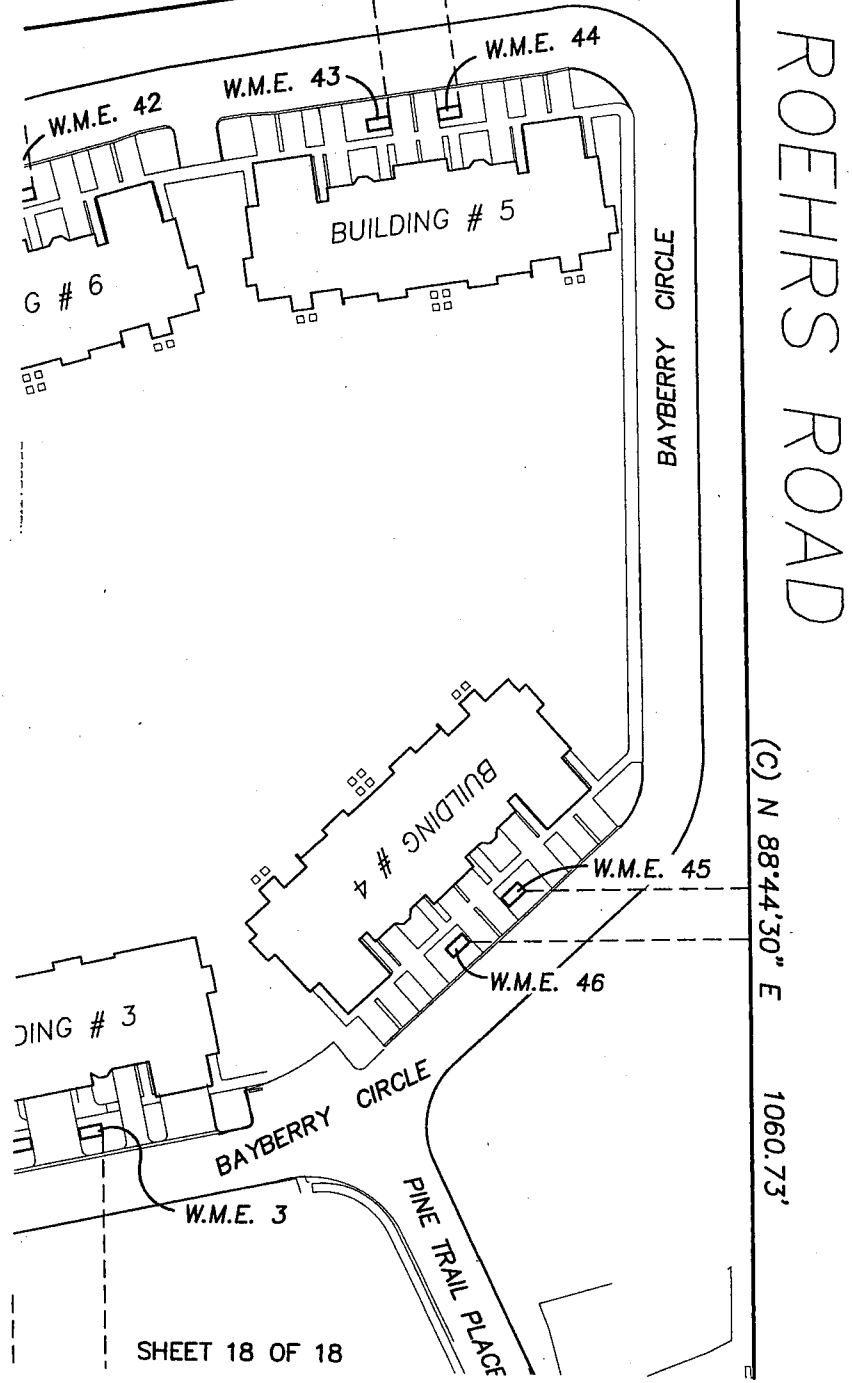 W.M.E. 44
W.M.E. 43
W.M.E. 42
BUILDING # 5
G # 6
BAYBERRY CIRCLE
ROEHRS ROAD
(C) N 88°44'30" E 1060.73'
BUILDING # 4
W.M.E. 45
W.M.E. 46
DING # 3
BAYBERRY CIRCLE
W.M.E. 3
PINE TRAIL PLACE
SHEET 18 OF 18